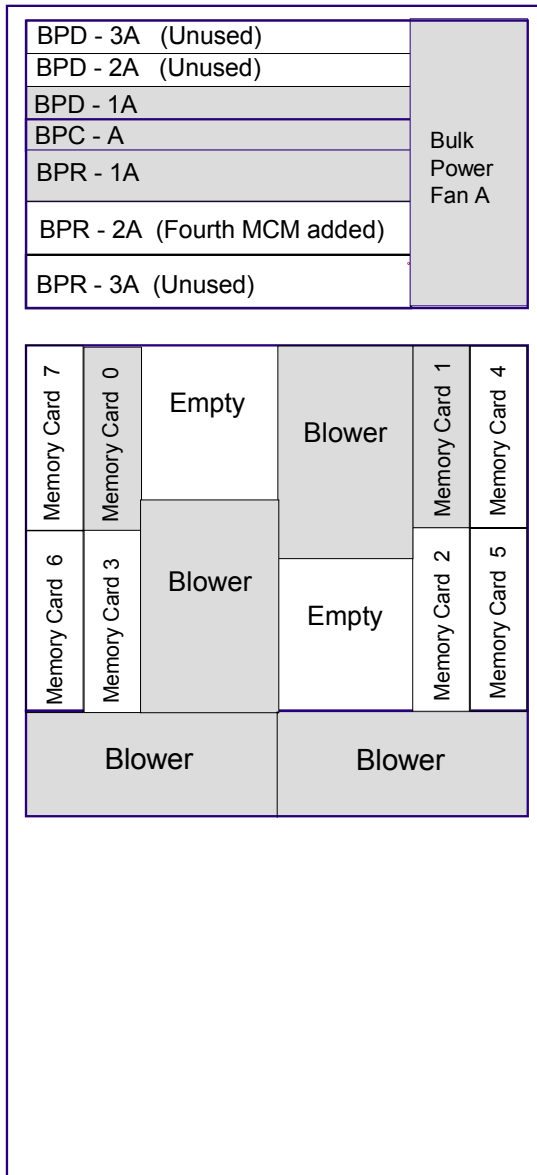 BPD - 3A (Unused)
BPD - 2A (Unused)
BPD - 1A
BPC - A
BPR - 1A
BPR - 2A (Fourth MCM added)
BPR - 3A (Unused)
Bulk
Power
Fan A
Memory Card 7
Memory Card 0
Empty
Blower
Memory Card 1
Memory Card 4
Memory Card 6
Memory Card 3
Blower
Empty
Memory Card 2
Memory Card 5
Blower
Blower